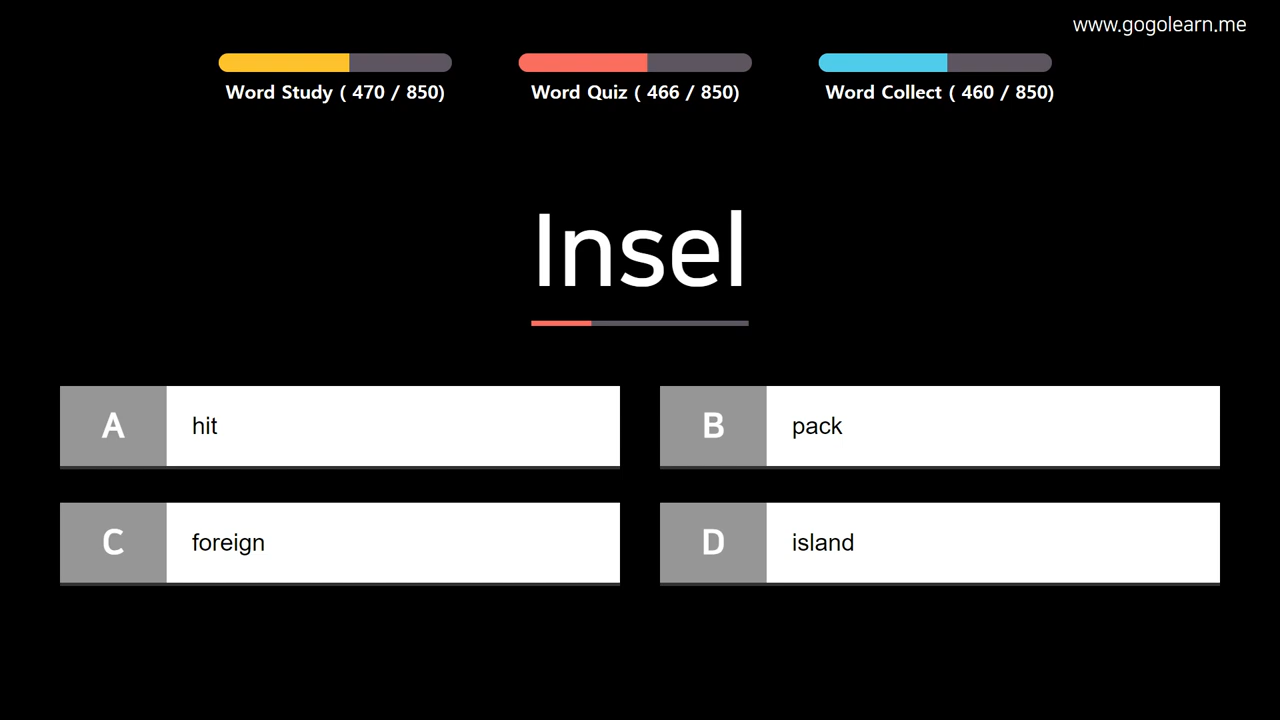 www.gogolearn.me
Word Study ( 470 / 850)
Word Quiz ( 466 / 850)
Word Collect ( 460 / 850)
Insel
A hit
B pack
C foreign
D island